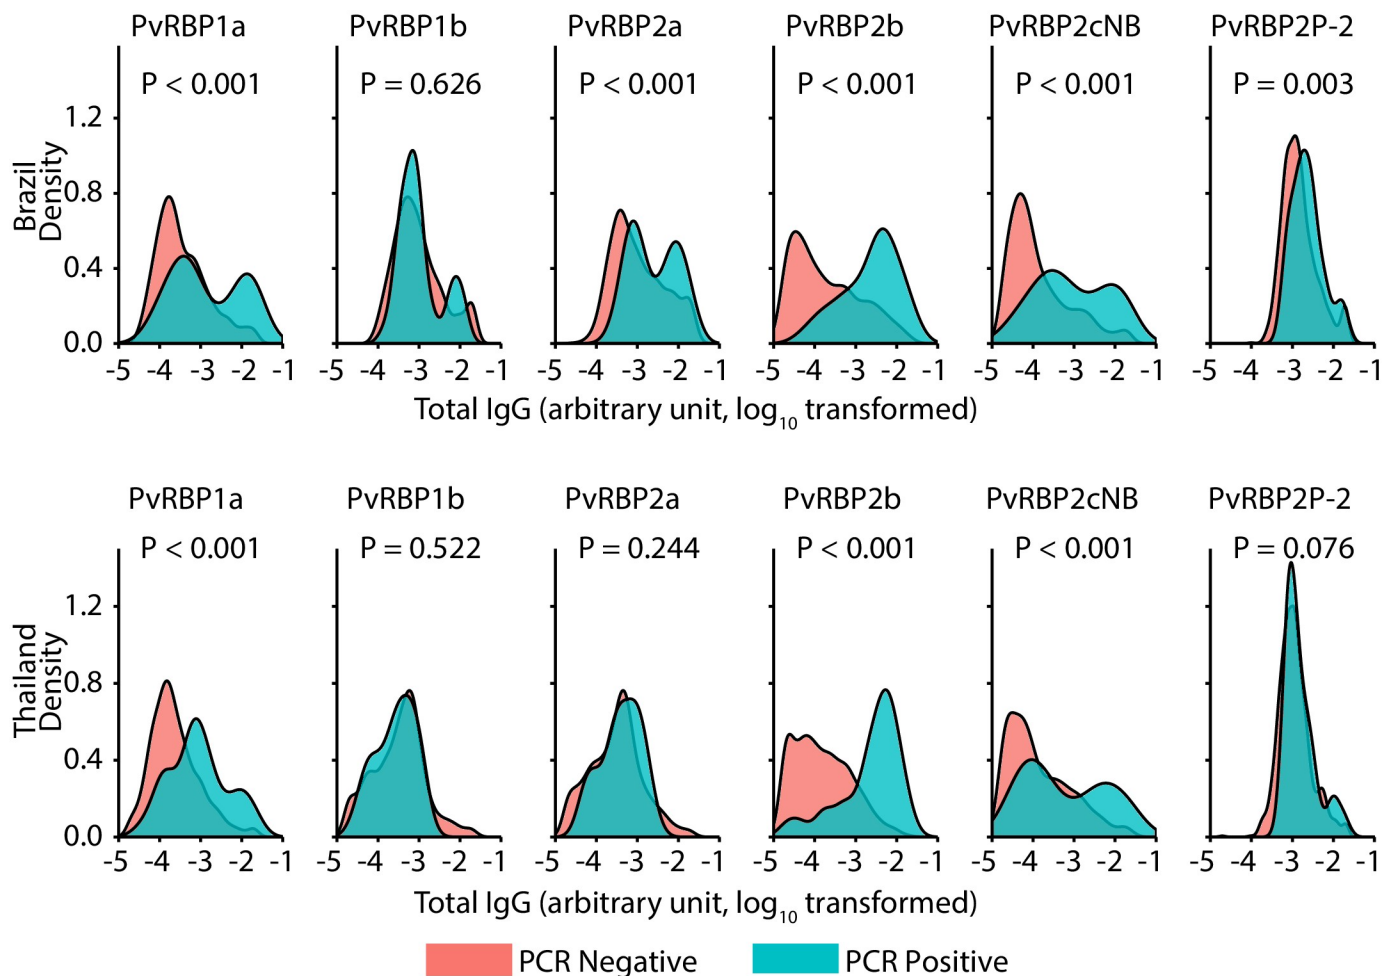 PvRBP1a PvRBP1b PvRBP2a PvRBP2b PvRBP2cNB PvRBP2P-2
P < 0.001 P = 0.626 P < 0.001 P < 0.001 P < 0.001 P = 0.003
Brazil
Density
1.2
0.8
0.4
0.0
-5 -4 -3 -2 -1 -5 -4 -3 -2 -1 -5 -4 -3 -2 -1 -5 -4 -3 -2 -1 -5 -4 -3 -2 -1 -5 -4 -3 -2 -1
Total IgG (arbitrary unit, log10 transformed)
PvRBP1a PvRBP1b PvRBP2a PvRBP2b PvRBP2cNB PvRBP2P-2
P < 0.001 P = 0.522 P = 0.244 P < 0.001 P < 0.001 P = 0.076
Thailand
Density
1.2
0.8
0.4
0.0
-5 -4 -3 -2 -1 -5 -4 -3 -2 -1 -5 -4 -3 -2 -1 -5 -4 -3 -2 -1 -5 -4 -3 -2 -1 -5 -4 -3 -2 -1
Total IgG (arbitrary unit, log10 transformed)
PCR Negative PCR Positive